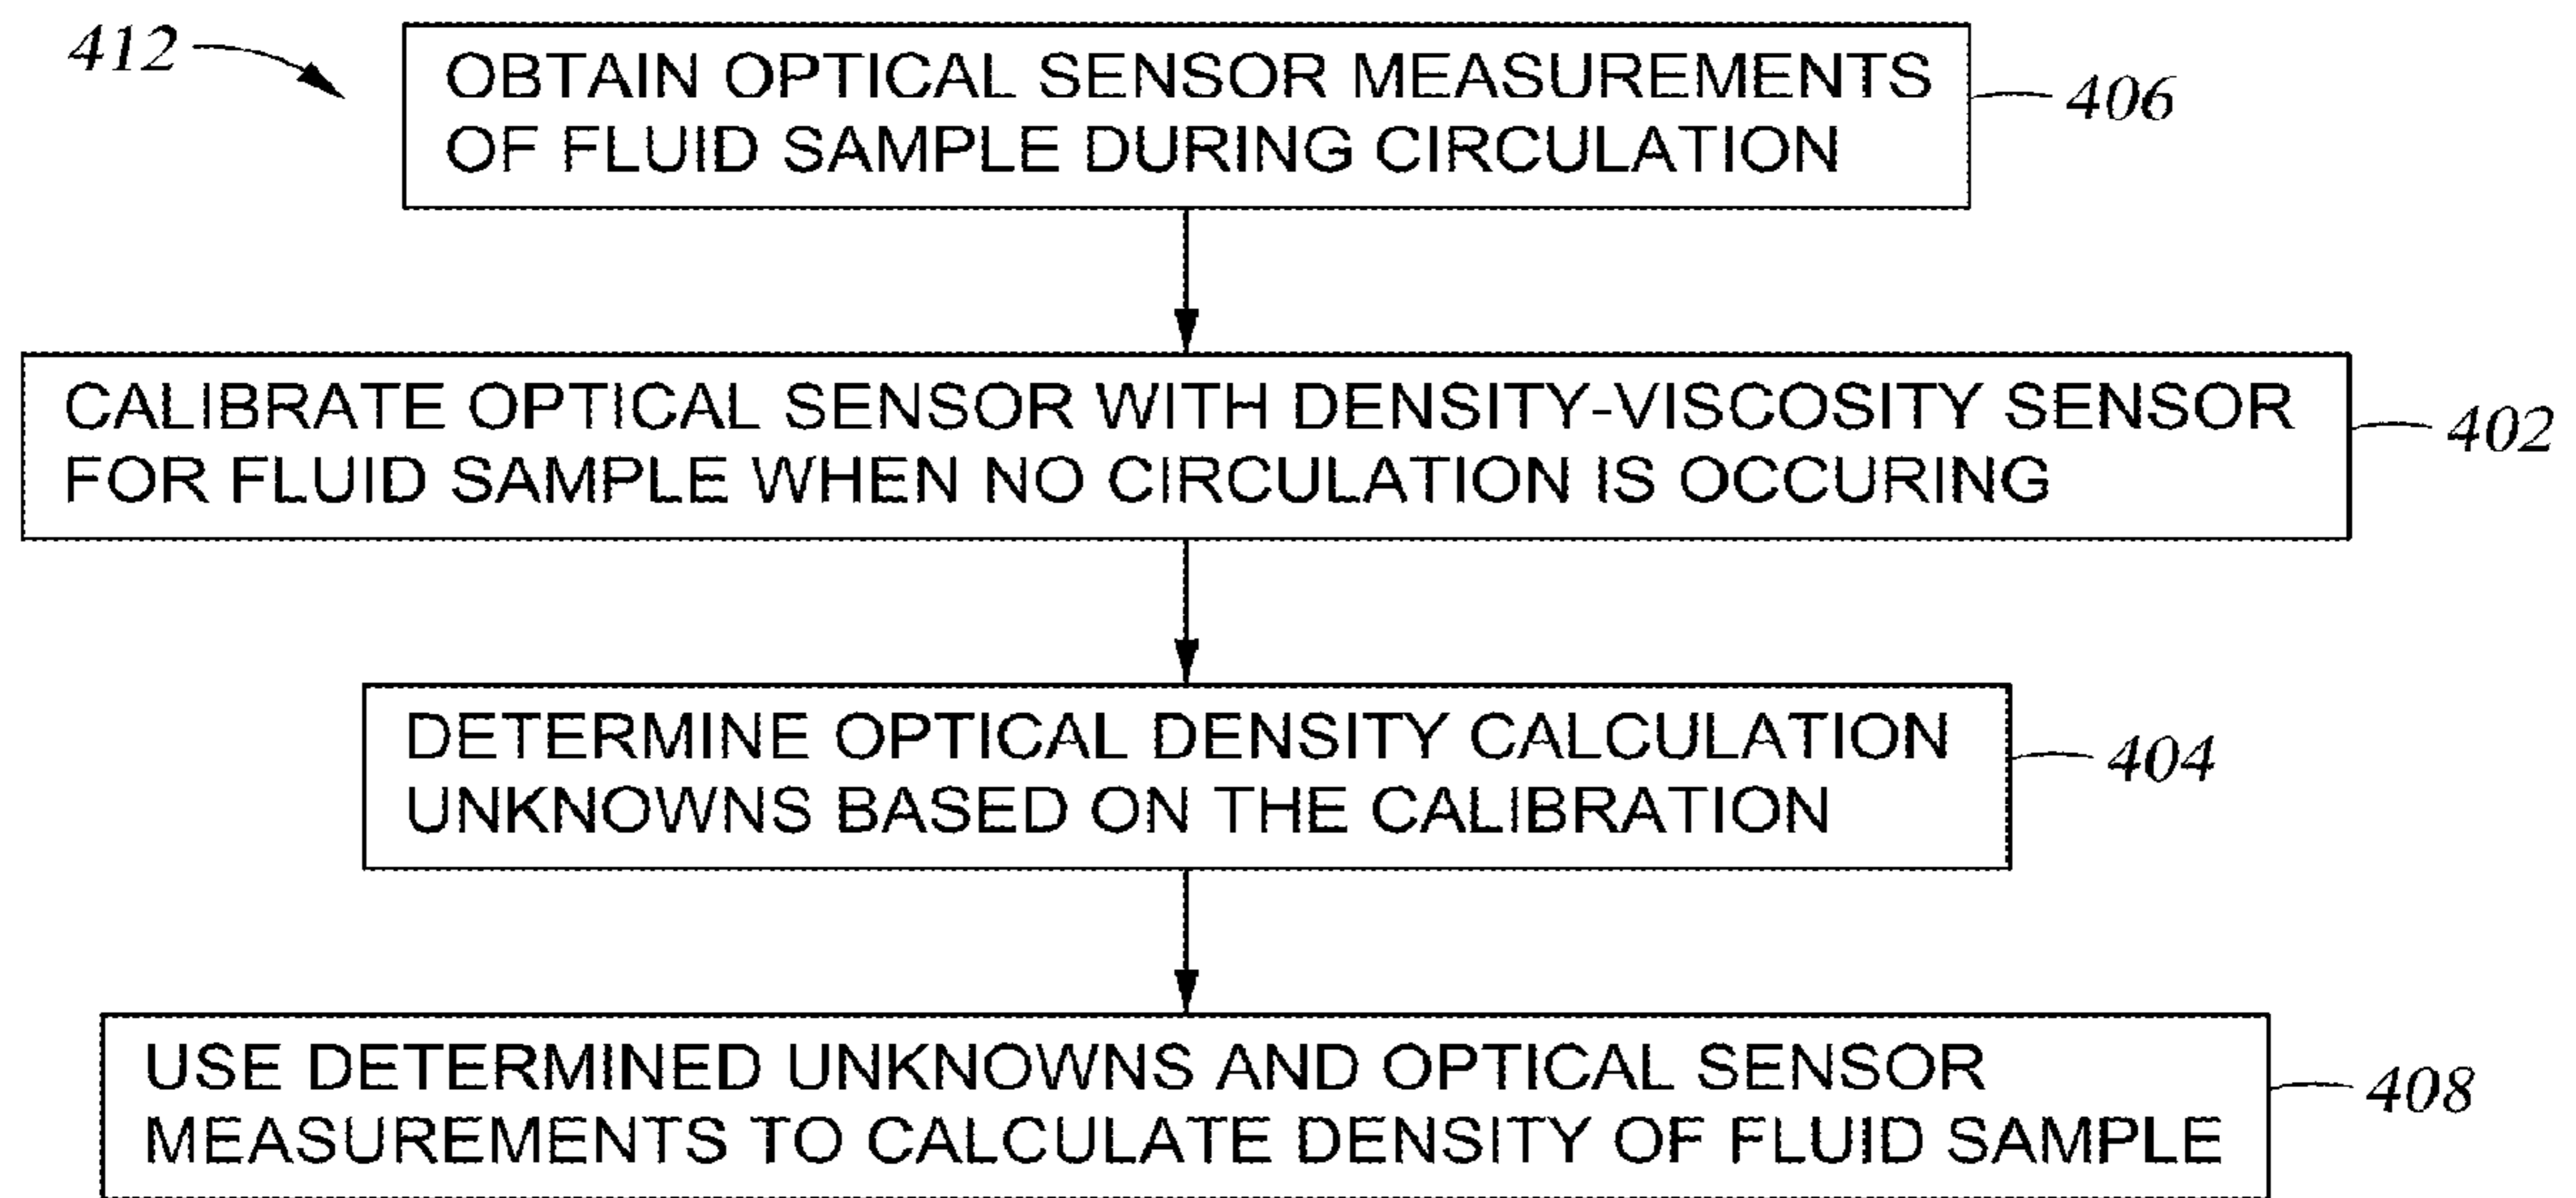 412
OBTAIN OPTICAL SENSOR MEASUREMENTS
OF FLUID SAMPLE DURING CIRCULATION
406
CALIBRATE OPTICAL SENSOR WITH DENSITY-VISCOSITY SENSOR
FOR FLUID SAMPLE WHEN NO CIRCULATION IS OCCURING
402
DETERMINE OPTICAL DENSITY CALCULATION
UNKNOWNS BASED ON THE CALIBRATION
404
USE DETERMINED UNKNOWNS AND OPTICAL SENSOR
MEASUREMENTS TO CALCULATE DENSITY OF FLUID SAMPLE
408